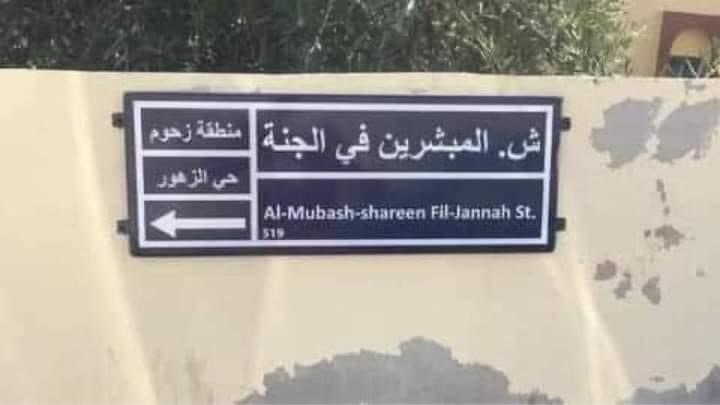 ش. المبشرين في الجنة
Al-Mubash-shareen Fil-Jannah St.
519
منطقة زحوم
حي الزهور